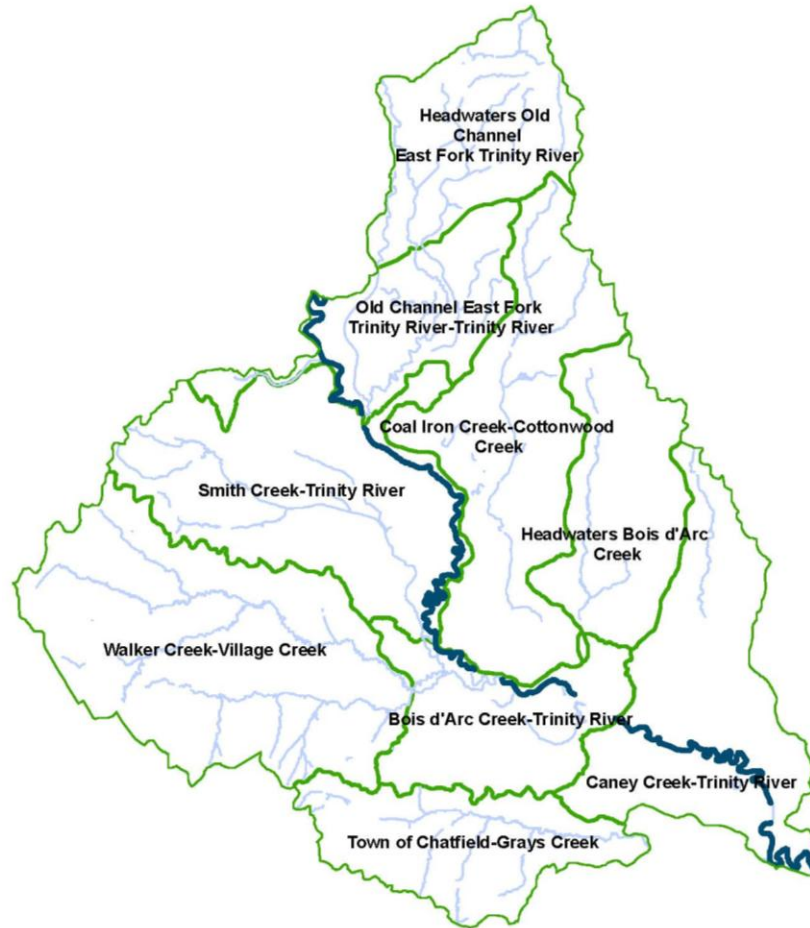 Headwaters Old
Channel
East Fork Trinity River
Old Channel East Fork
Trinity River-Trinity River
Coal Iron Creek-Cottonwood
Creek
Smith Creek-Trinity River
Headwaters Bois d'Arc
Creek
Walker Creek-Village Creek
Bois d'Arc Creek-Trinity River
Caney Creek-Trinity River
Town of Chatfield-Grays Creek